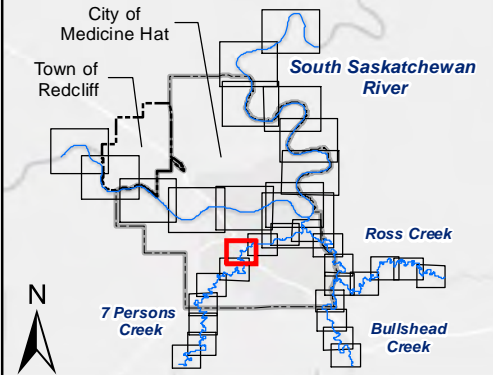 City of
Medicine Hat
Town of
Redcliff
South Saskatchewan
River
Ross Creek
7 Persons
Creek
Bullshead
Creek
N